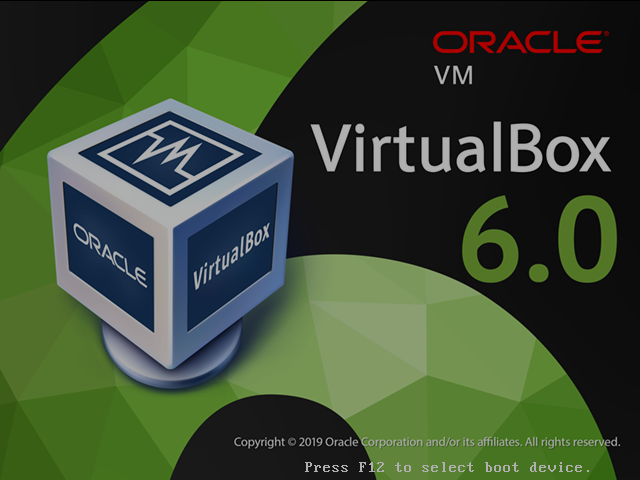 ORACLE®
VM
VirtualBox
6.0
ORACLE
VirtualBox
Copyright © 2019 Oracle Corporation and/or its affiliates. All rights reserved.
Press F12 to select boot device.